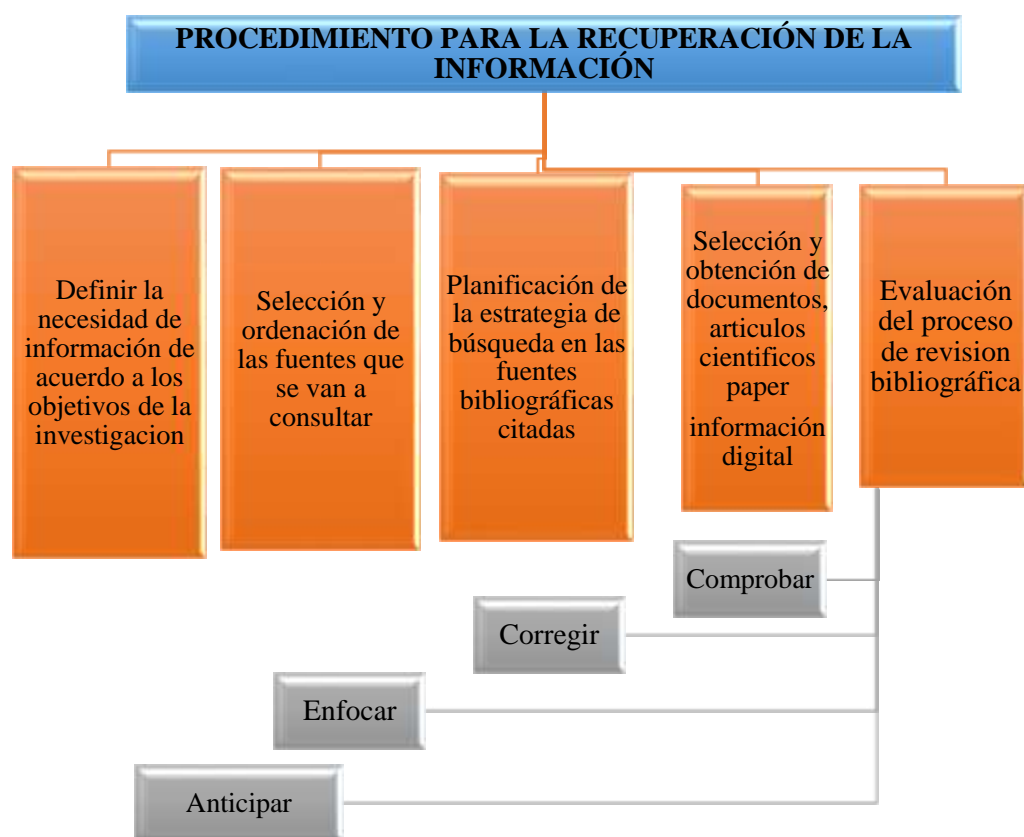 PROCEDIMIENTO PARA LA RECUPERACIÓN DE LA
INFORMACIÓN
Definir la
necesidad de
información de
acuerdo a los
objetivos de la
investigacion
Selección y
ordenación de
las fuentes que
se van a
consultar
Planificación de
la estrategia de
búsqueda en las
fuentes
bibliográficas
citadas
Selección y
obtención de
documentos,
articulos
cientificos
paper
información
digital
Evaluación
del proceso
de revision
bibliográfica
Comprobar
Corregir
Enfocar
Anticipar